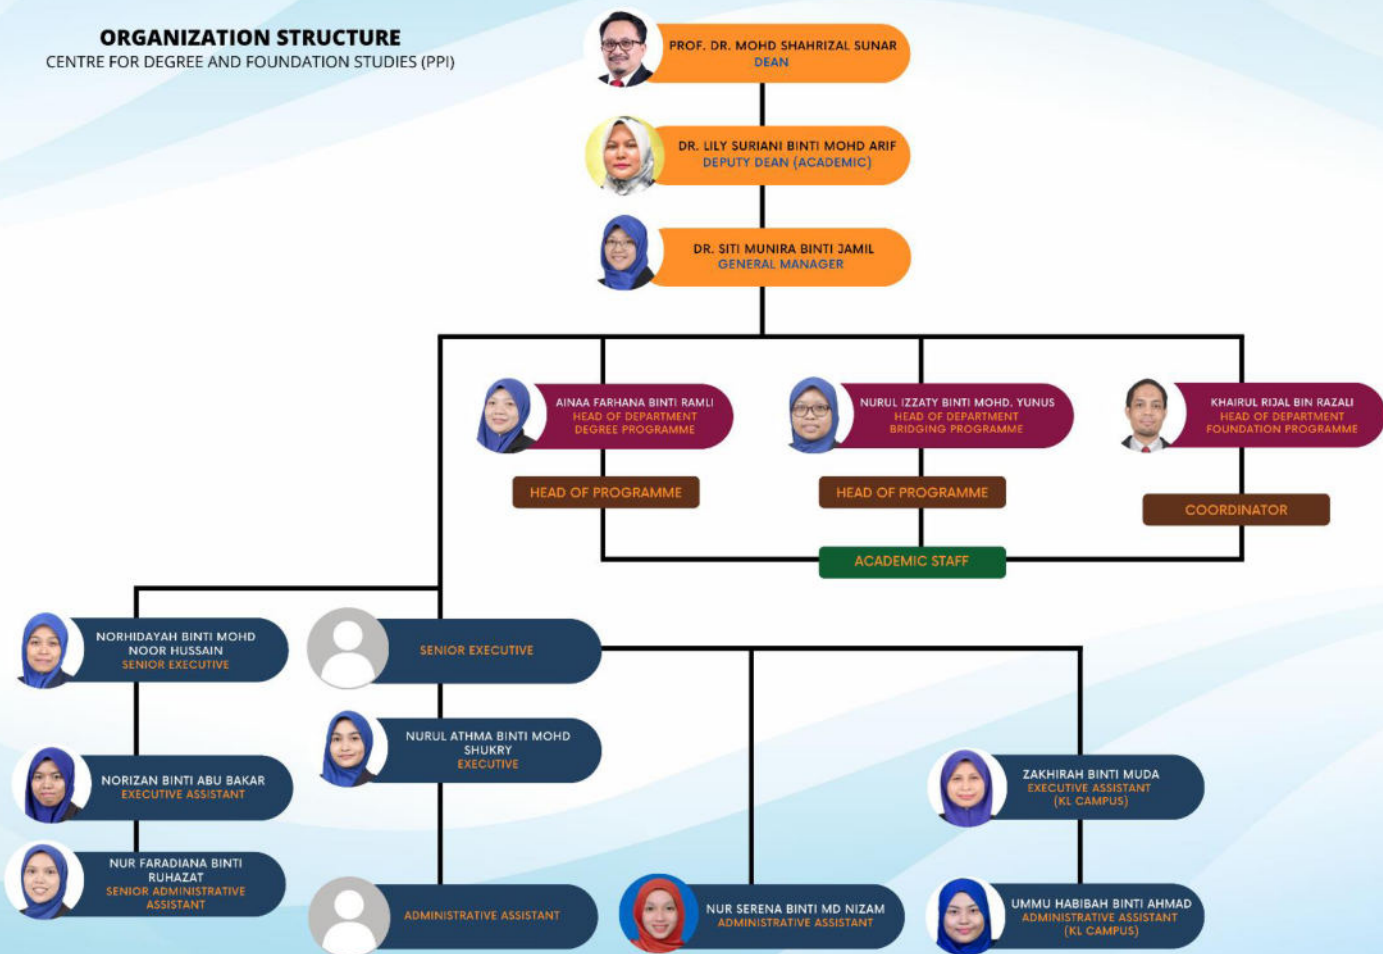 ORGANIZATION STRUCTURE
CENTRE FOR DEGREE AND FOUNDATION STUDIES (PPI)
PROF. DR. MOHD SHAHRIZAL SUNAR
DEAN
DR. LILY SURIANI BINTI MOHD ARIF
DEPUTY DEAN (ACADEMIC)
DR. SITI MUNIRA BINTI JAMIL
GENERAL MANAGER
AINAA FARHANA BINTI RAMLI
HEAD OF DEPARTMENT
DEGREE PROGRAMME
NURUL IZZATY BINTI MOHD. YUNUS
HEAD OF DEPARTMENT
BRIDGING PROGRAMME
KHAIRUL RIJAL BIN RAZALI
HEAD OF DEPARTMENT
FOUNDATION PROGRAMME
HEAD OF PROGRAMME
HEAD OF PROGRAMME
COORDINATOR
ACADEMIC STAFF
NORHIDAYAH BINTI MOHD
NOOR HUSSAIN
SENIOR EXECUTIVE
SENIOR EXECUTIVE
NURUL ATHMA BINTI MOHD
SHUKRY
EXECUTIVE
NORIZAN BINTI ABU BAKAR
EXECUTIVE ASSISTANT
ZAKHIRAH BINTI MUDA
EXECUTIVE ASSISTANT
(KL CAMPUS)
NUR FARADIANA BINTI
RUHAZAT
SENIOR ADMINISTRATIVE
ASSISTANT
ADMINISTRATIVE ASSISTANT
NUR SERENA BINTI MD NIZAM
ADMINISTRATIVE ASSISTANT
UMMU HABIBAH BINTI AHMAD
ADMINISTRATIVE ASSISTANT
(KL CAMPUS)